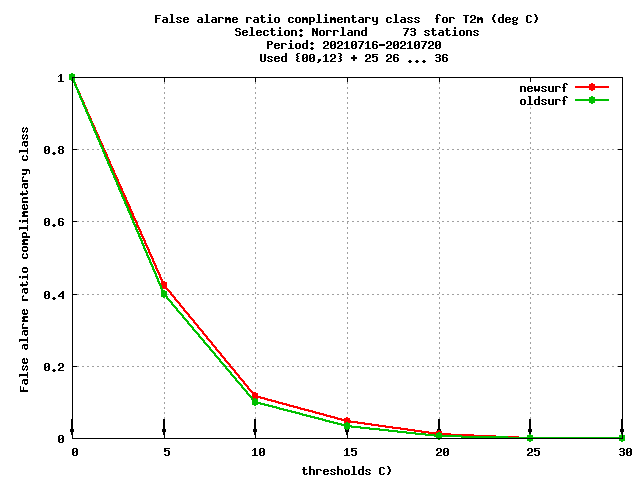 False alarme ratio complimentary class  for T2m (deg C)
Selection: Norrland     73 stations
Period: 20210716-20210720
Used {00,12} + 25 26 ... 36
newsurf
oldsurf
False alarme ratio complimentary class
1
0.8
0.6
0.4
0.2
0
0 5 10 15 20 25 30
thresholds C)